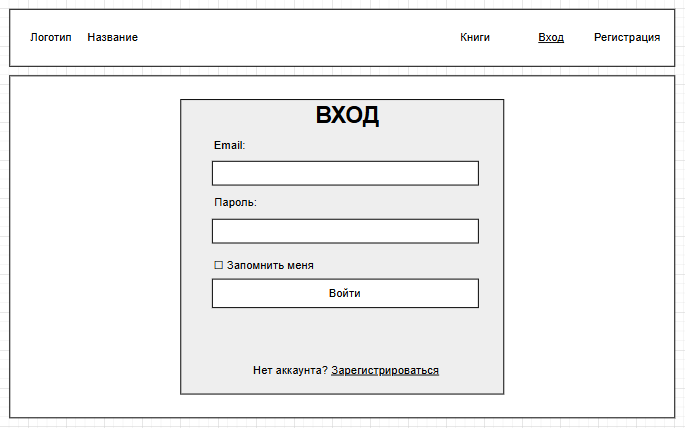 Логотип Название Книги Вход Регистрация
ВХОД
Email:
Пароль:
☐ Запомнить меня
Войти
Нет аккаунта? Зарегистрироваться